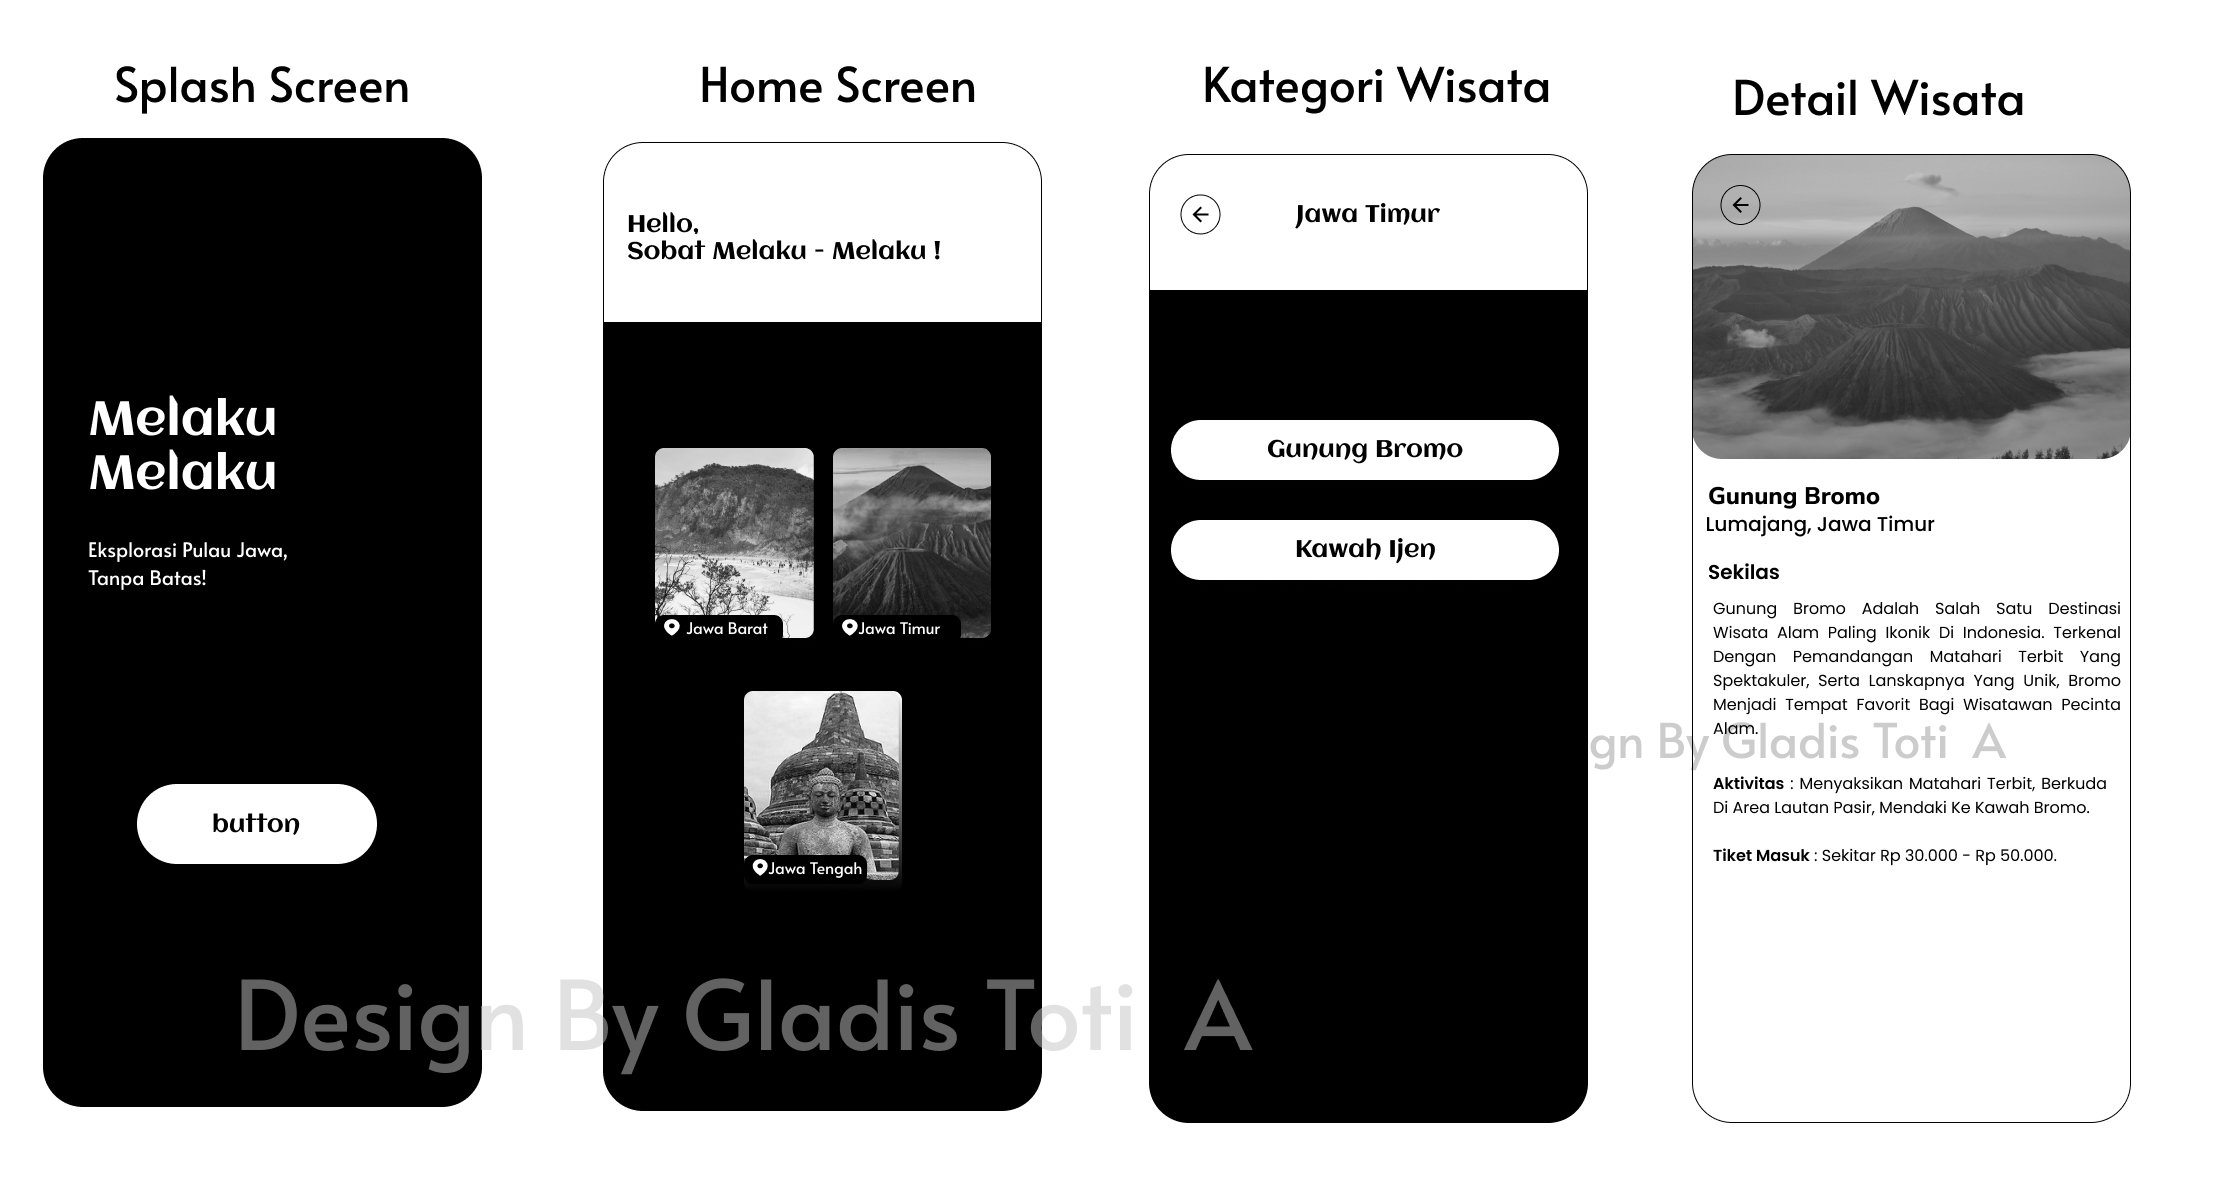 Splash Screen
Melaku
Melaku
Eksplorasi Pulau Jawa,
Tanpa Batas!
button
Home Screen
Hello,
Sobat Melaku - Melaku !
Jawa Barat
Jawa Timur
Jawa Tengah
Kategori Wisata
Jawa Timur
Gunung Bromo
Kawah Ijen
Detail Wisata
Gunung Bromo
Lumajang, Jawa Timur
Sekilas
Gunung Bromo Adalah Salah Satu Destinasi
Wisata Alam Paling Ikonik Di Indonesia. Terkenal
Dengan Pemandangan Matahari Terbit Yang
Spektakuler, Serta Lanskapnya Yang Unik, Bromo
Menjadi Tempat Favorit Bagi Wisatawan Pecinta
Alam.
Aktivitas : Menyaksikan Matahari Terbit, Berkuda
Di Area Lautan Pasir, Mendaki Ke Kawah Bromo.
Tiket Masuk : Sekitar Rp 30.000 - Rp 50.000.
gn By Gladis Toti A
Design By Gladis Toti A